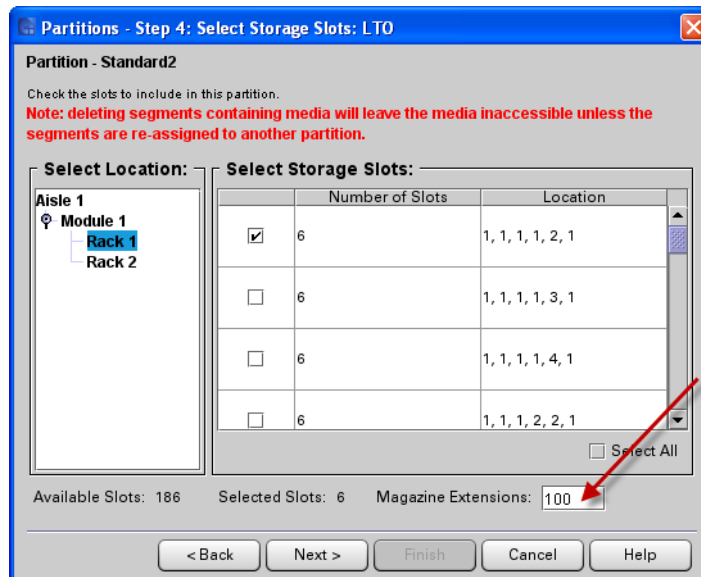 Partitions - Step 4: Select Storage Slots: LTO
Partition - Standard2
Check the slots to include in this partition.
Note: deleting segments containing media will leave the media inaccessible unless the
segments are re-assigned to another partition.
Select Location:
Select Storage Slots:
Aisle 1
Module 1
Rack 1
Rack 2
Number of Slots Location
6 1, 1, 1, 1, 2, 1
6 1, 1, 1, 1, 3, 1
6 1, 1, 1, 1, 4, 1
6 1, 1, 1, 2, 2, 1
Select All
Available Slots: 186 Selected Slots: 6 Magazine Extensions: 100
< Back Next > Finish Cancel Help